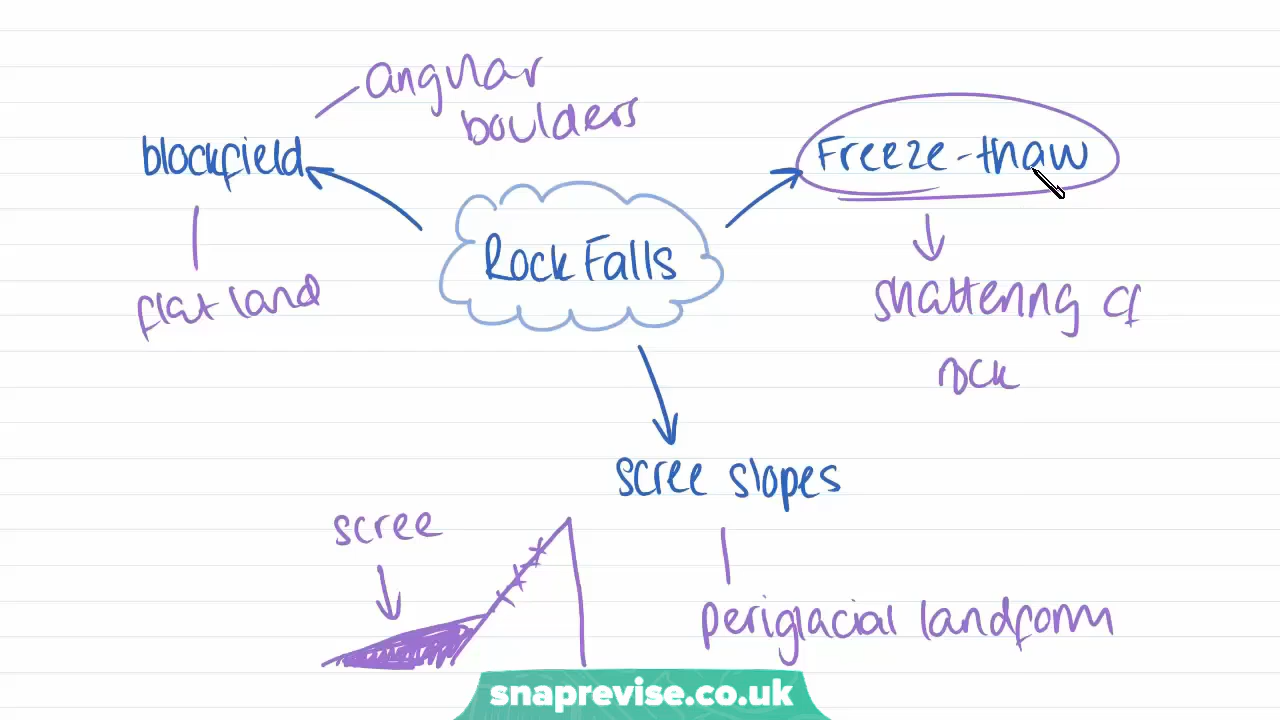 angular
boulders
blockfield
Freeze-thaw
Rock Falls
flat land
shattering of
rock
scree slopes
scree
periglacial landform
snaprevise.co.uk